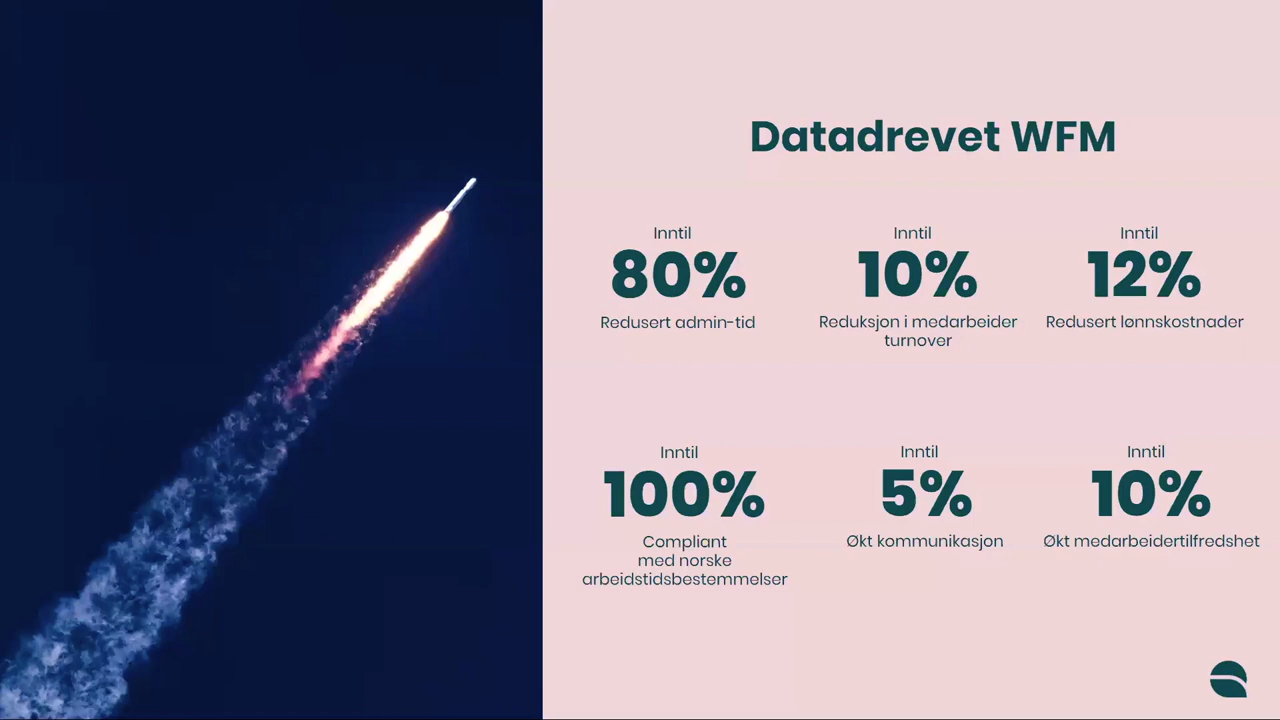 Datadrevet WFM
Inntil
80%
Redusert admin-tid
Inntil
10%
Reduksjon i medarbeider
turnover
Inntil
12%
Redusert lønnskostnader
Inntil
100%
Compliant
med norske
arbeidstidsbestemmelser
Inntil
5%
Økt kommunikasjon
Inntil
10%
Økt medarbeidertilfredshet